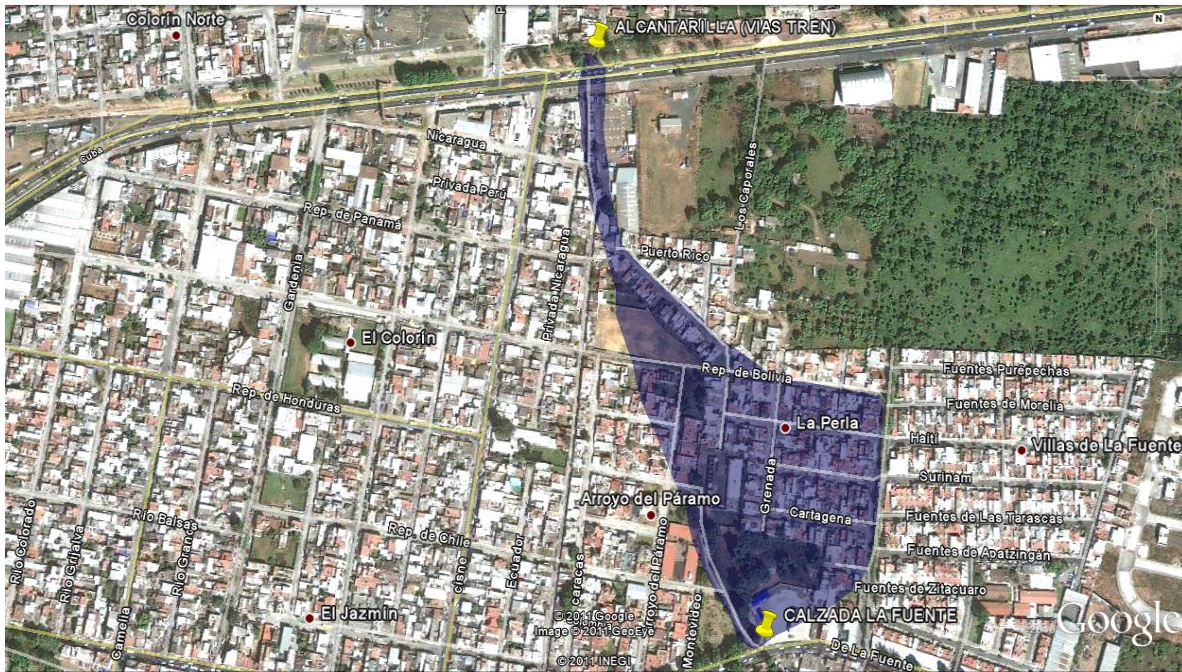 Colorín Norte
ALCANTARILLA (VIAS TREN)
N
Cuba
Nicaragua
Privada Perú
Rep. de Panamá
Los Caporales
Puerto Rico
Gardenia
Privada Nicaragua
El Colorín
Rep. de Bolivia
Fuentes Purépechas
Rep. de Honduras
Fuentes de Morelia
La Perla
Haití
Villas de La Fuente
Grenada
Surinam
Arroyo del Páramo
Cartagena
Fuentes de Las Tarascas
Río Colorado
Río Grijalva
Río Balsas
Río Grande
Rep. de Chile
cisne
Ecuador
Caracas
Arroyo del Páramo
Montevideo
Fuentes de Apatzingán
Fuentes de Zitacuaro
Camelia
El Jazmín
CALZADA LA FUENTE
De La Fuente
© 2011 Google
Image © 2011 GeoEye
© 2011 INEGI
Google